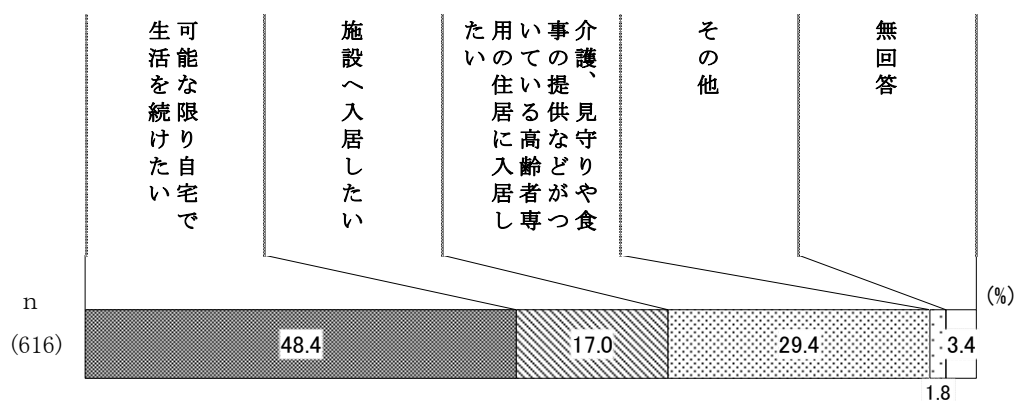 可能な限り自宅で
生活を続けたい
施設へ入居したい
介護、見守りや食
事の提供などがつ
いている高齢者専
用の住居に入居し
たい
その他
無回答
(%)
n
(616)
48.4
17.0
29.4
3.4
1.8